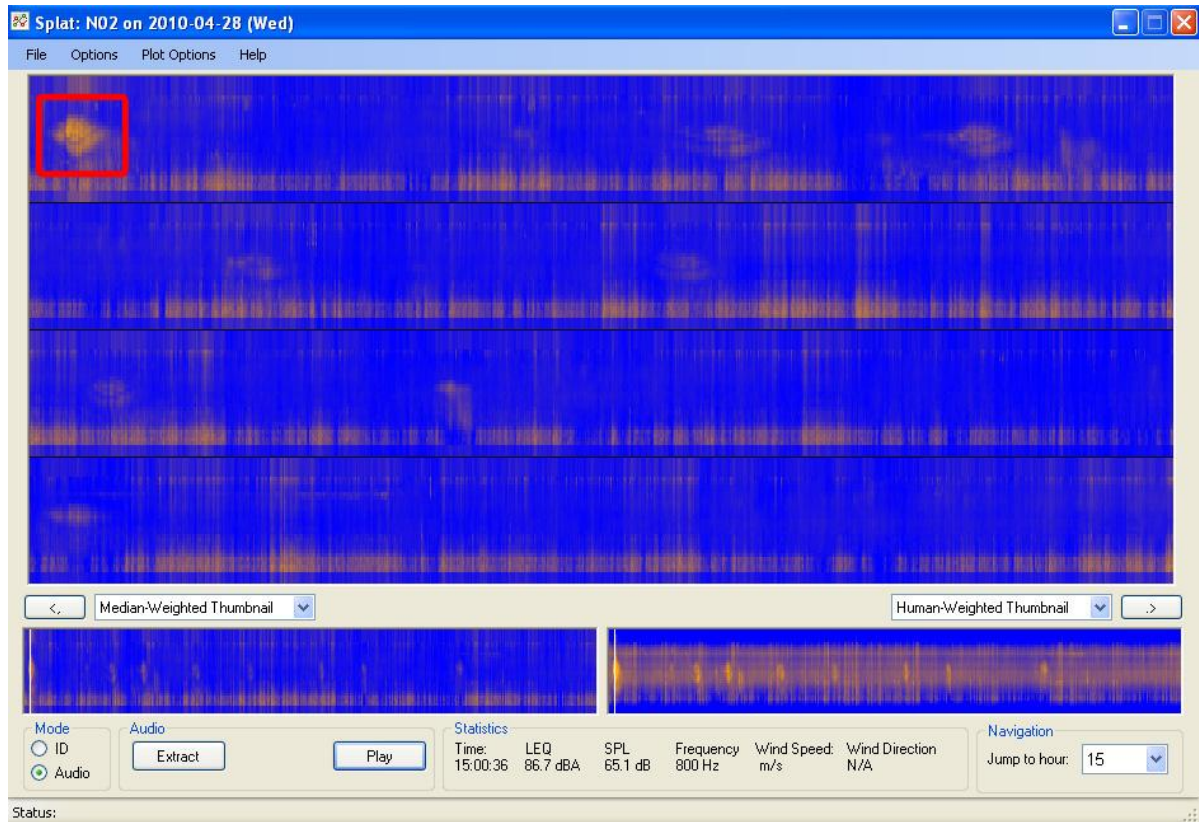 Splat: N02 on 2010-04-28 (Wed)
File Options Plot Options Help
<, Median-Weighted Thumbnail Human-Weighted Thumbnail .>
Mode Audio Statistics Navigation
ID Extract Play Time: LEQ SPL Frequency Wind Speed: Wind Direction Jump to hour: 15
Audio 15:00:36 86.7 dBA 65.1 dB 800 Hz m/s N/A
Status: